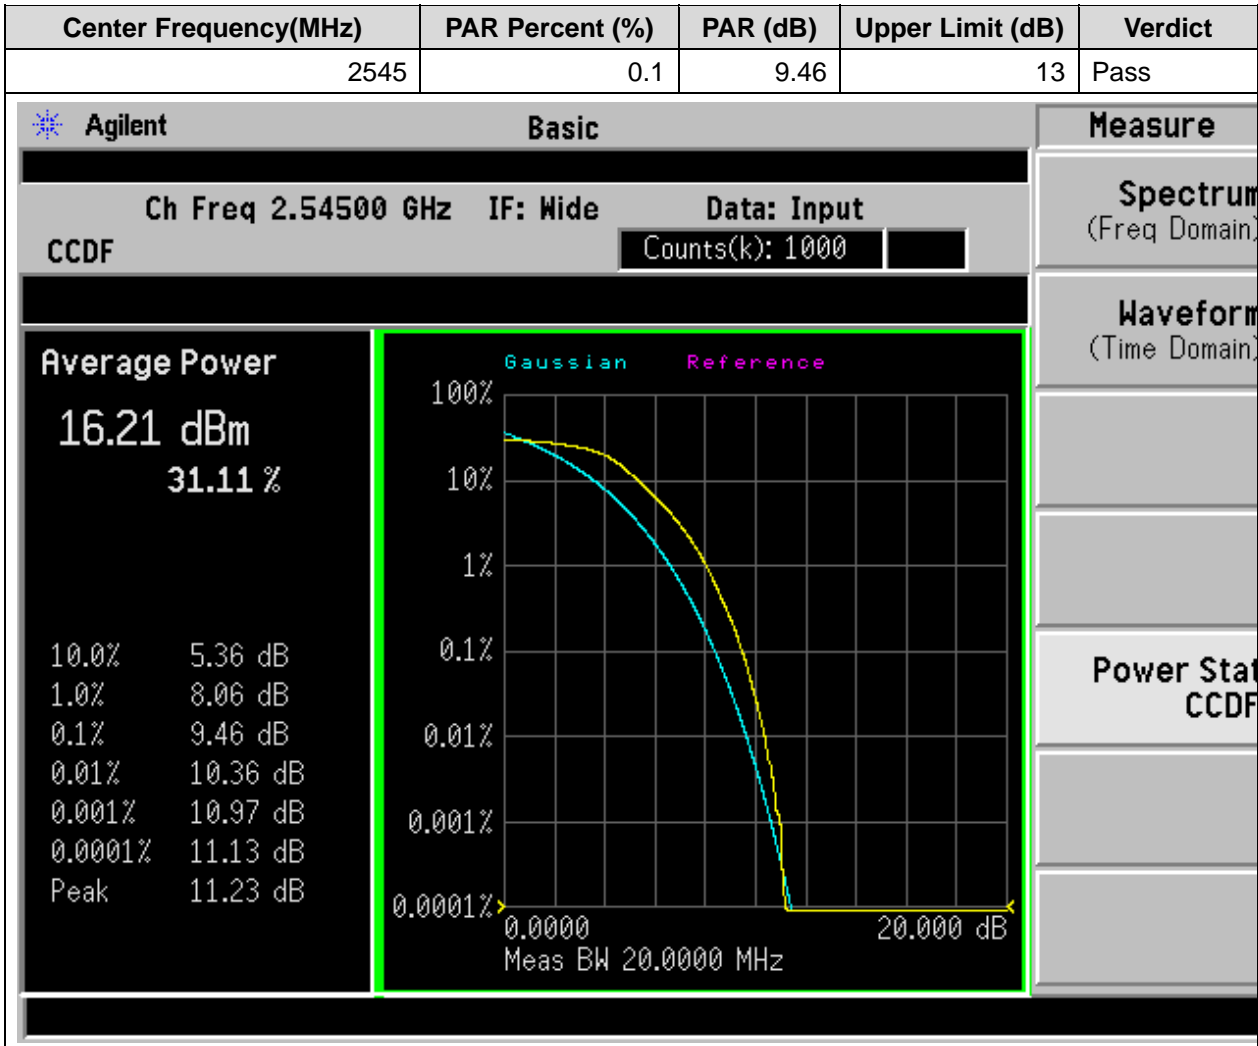 Center Frequency(MHz) PAR Percent (%) PAR (dB) Upper Limit (dB) Verdict
2545 0.1 9.46 13 Pass
Agilent Basic Measure
Ch Freq 2.54500 GHz IF: Wide Data: Input
CCDF Counts(k): 1000
Average Power
16.21 dBm
31.11 %
10.0% 5.36 dB
1.0% 8.06 dB
0.1% 9.46 dB
0.01% 10.36 dB
0.001% 10.97 dB
0.0001% 11.13 dB
Peak 11.23 dB
Gaussian Reference
100%
10%
1%
0.1%
0.01%
0.001%
0.0001%
0.0000 20.000 dB
Meas BW 20.0000 MHz
Spectrum
(Freq Domain)
Waveform
(Time Domain)
Power Stat
CCDF